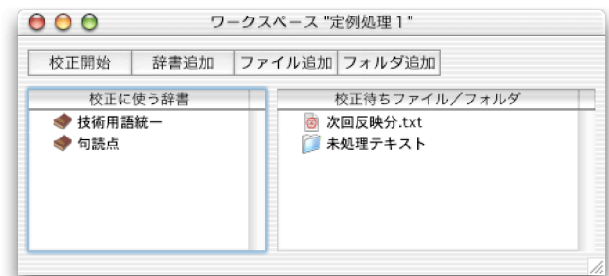 ワークスペース "定例処理1"
校正開始 辞書追加 ファイル追加 フォルダ追加
校正に使う辞書
技術用語統一
句読点
校正待ちファイル／フォルダ
次回反映分.txt
未処理テキスト